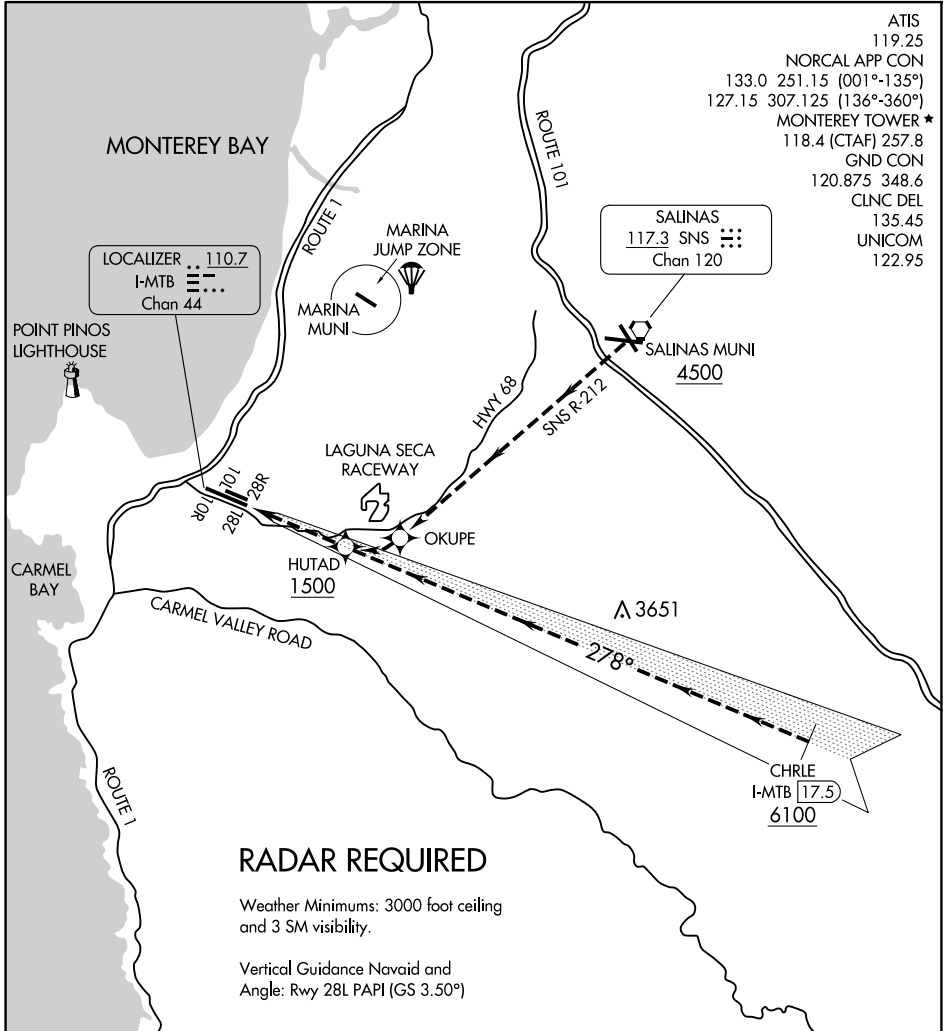 ATIS
119.25
NORCAL APP CON
133.0 251.15 (001°-135°)
127.15 307.125 (136°-360°)
MONTEREY TOWER ★
118.4 (CTAF) 257.8
GND CON
120.875 348.6
CLNC DEL
135.45
UNICOM
122.95
MONTEREY BAY
ROUTE 1
ROUTE 101
SALINAS
117.3 SNS
Chan 120
LOCALIZER 110.7
I-MTB
Chan 44
MARINA
JUMP ZONE
MARINA
MUNI
POINT PINOS
LIGHTHOUSE
SALINAS MUNI
4500
HWY 68
SNS R-212
LAGUNA SECA
RACEWAY
10L
28R
10R
28L
OKUPE
HUTAD
1500
CARMEL
BAY
CARMEL VALLEY ROAD
3651
278°
CHRLE
I-MTB 17.5
6100
ROUTE 1
RADAR REQUIRED
Weather Minimums: 3000 foot ceiling
and 3 SM visibility.
Vertical Guidance Navaid and
Angle: Rwy 28L PAPI (GS 3.50°)